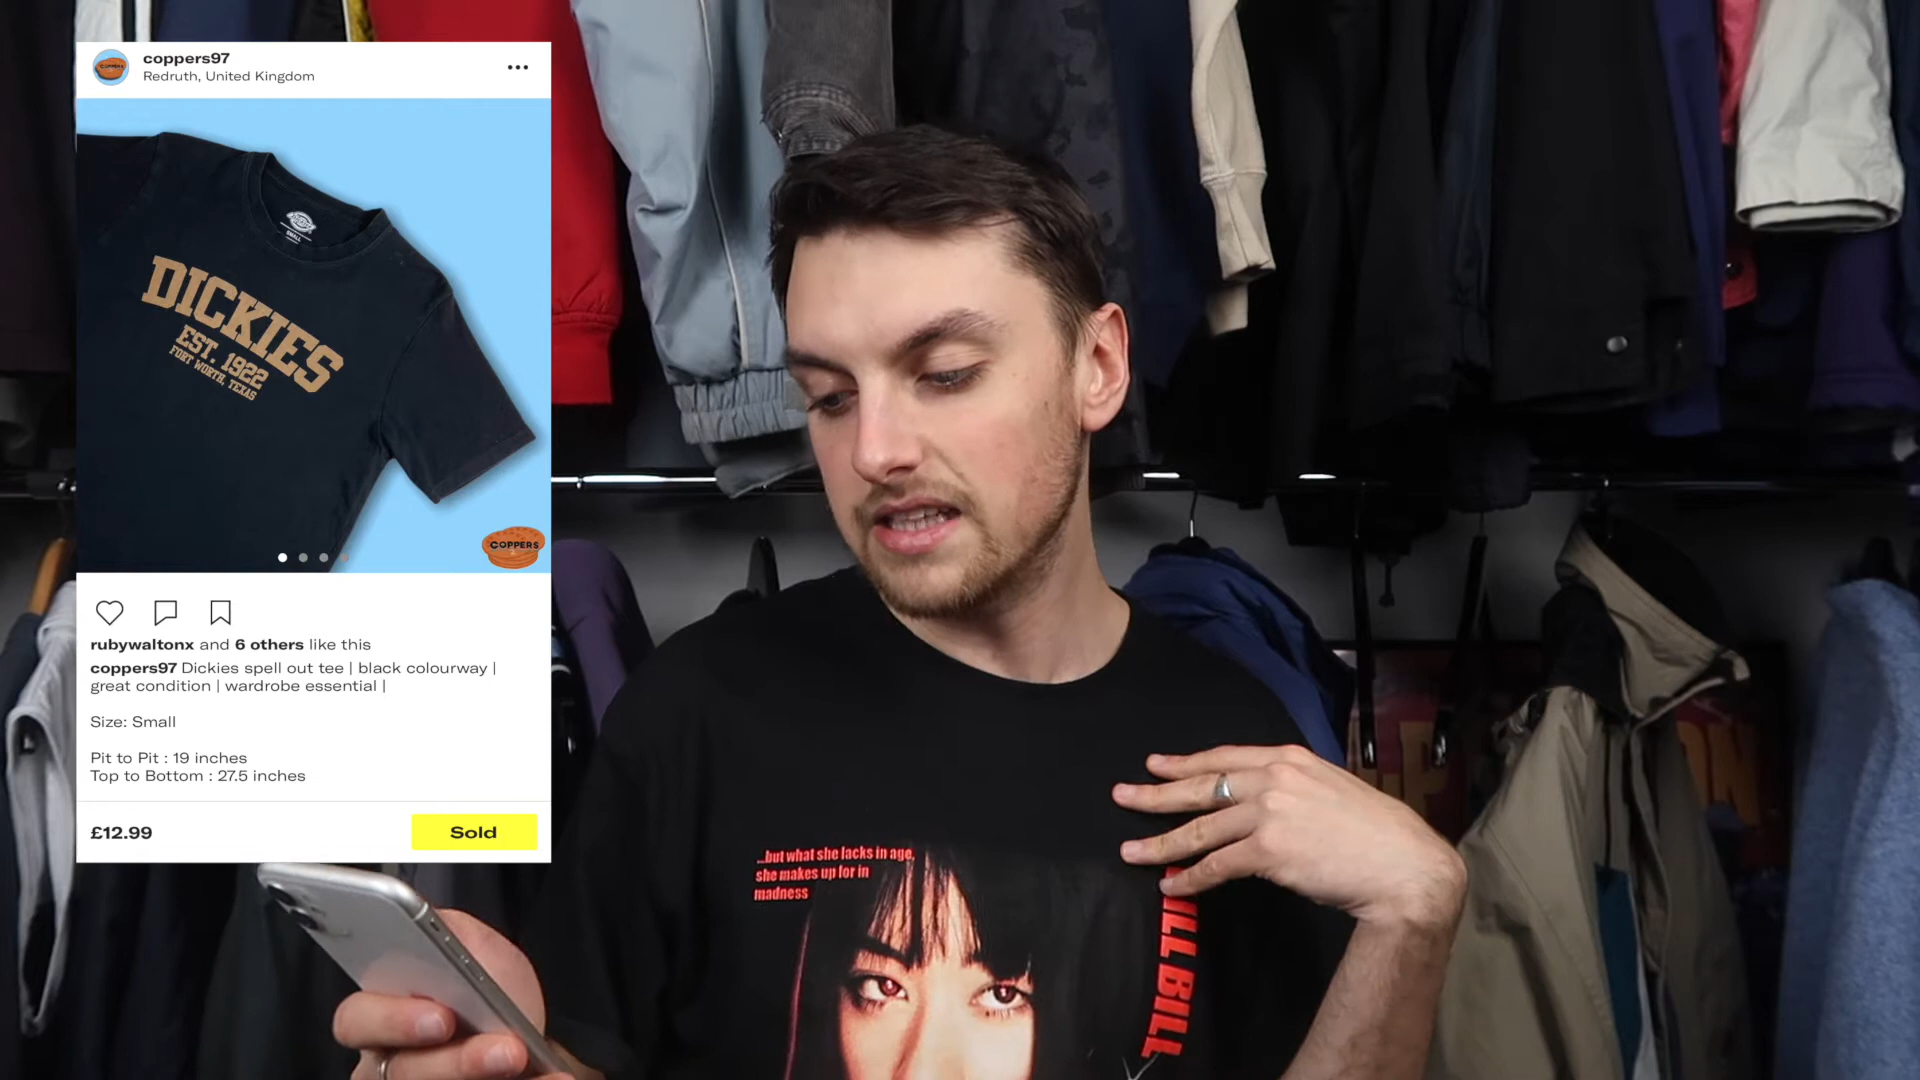 coppers97
Redruth, United Kingdom
SMALL
DICKIES
EST. 1922
FORT WORTH, TEXAS
COPPERS
rubywaltonx and 6 others like this
coppers97 Dickies spell out tee | black colourway |
great condition | wardrobe essential |
Size: Small
Pit to Pit : 19 inches
Top to Bottom : 27.5 inches
£12.99
Sold
...but what she lacks in age,
she makes up for in
madness
KILL BILL